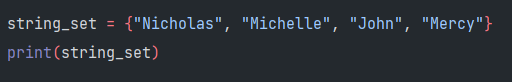 string_set = {"Nicholas", "Michelle", "John", "Mercy"}
print(string_set)